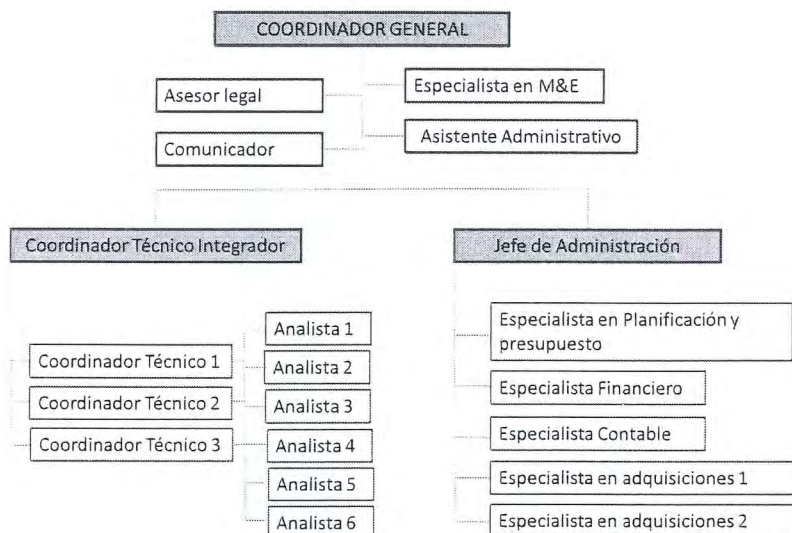 COORDINADOR GENERAL
Asesor legal
Especialista en M&E
Comunicador
Asistente Administrativo
Coordinador Técnico Integrador
Jefe de Administración
Coordinador Técnico 1
Coordinador Técnico 2
Coordinador Técnico 3
Analista 1
Analista 2
Analista 3
Analista 4
Analista 5
Analista 6
Especialista en Planificación y
presupuesto
Especialista Financiero
Especialista Contable
Especialista en adquisiciones 1
Especialista en adquisiciones 2